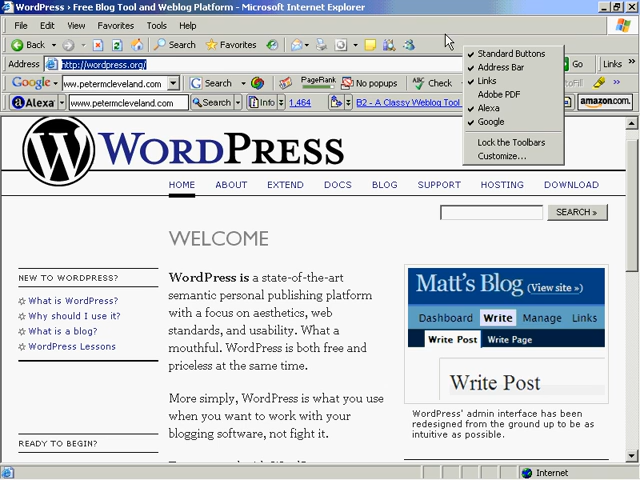 WordPress › Free Blog Tool and Weblog Platform - Microsoft Internet Explorer
File Edit View Favorites Tools Help
Back Search Favorites
Address http://wordpress.org/ Go Links »
Google ww.petermcleveland.com Search PageRank No popups ABC Check AutoFill »
Alexa www.petermcleveland.com Search Info 1,464 B2 - A Classy Weblog Tool amazon.com
Standard Buttons
Address Bar
Links
Adobe PDF
Alexa
Google
Lock the Toolbars
Customize...
W WORDPRESS
HOME ABOUT EXTEND DOCS BLOG SUPPORT HOSTING DOWNLOAD
SEARCH »
WELCOME
NEW TO WORDPRESS?
What is WordPress?
Why should I use it?
What is a blog?
WordPress Lessons
READY TO BEGIN?
WordPress is a state-of-the-art
semantic personal publishing platform
with a focus on aesthetics, web
standards, and usability. What a
mouthful. WordPress is both free and
priceless at the same time.
More simply, WordPress is what you use
when you want to work with your
blogging software, not fight it.
Matt's Blog (View site »)
Dashboard Write Manage Links
Write Post Write Page
Write Post
WordPress' admin interface has been
redesigned from the ground up to be as
intuitive as possible.
Internet